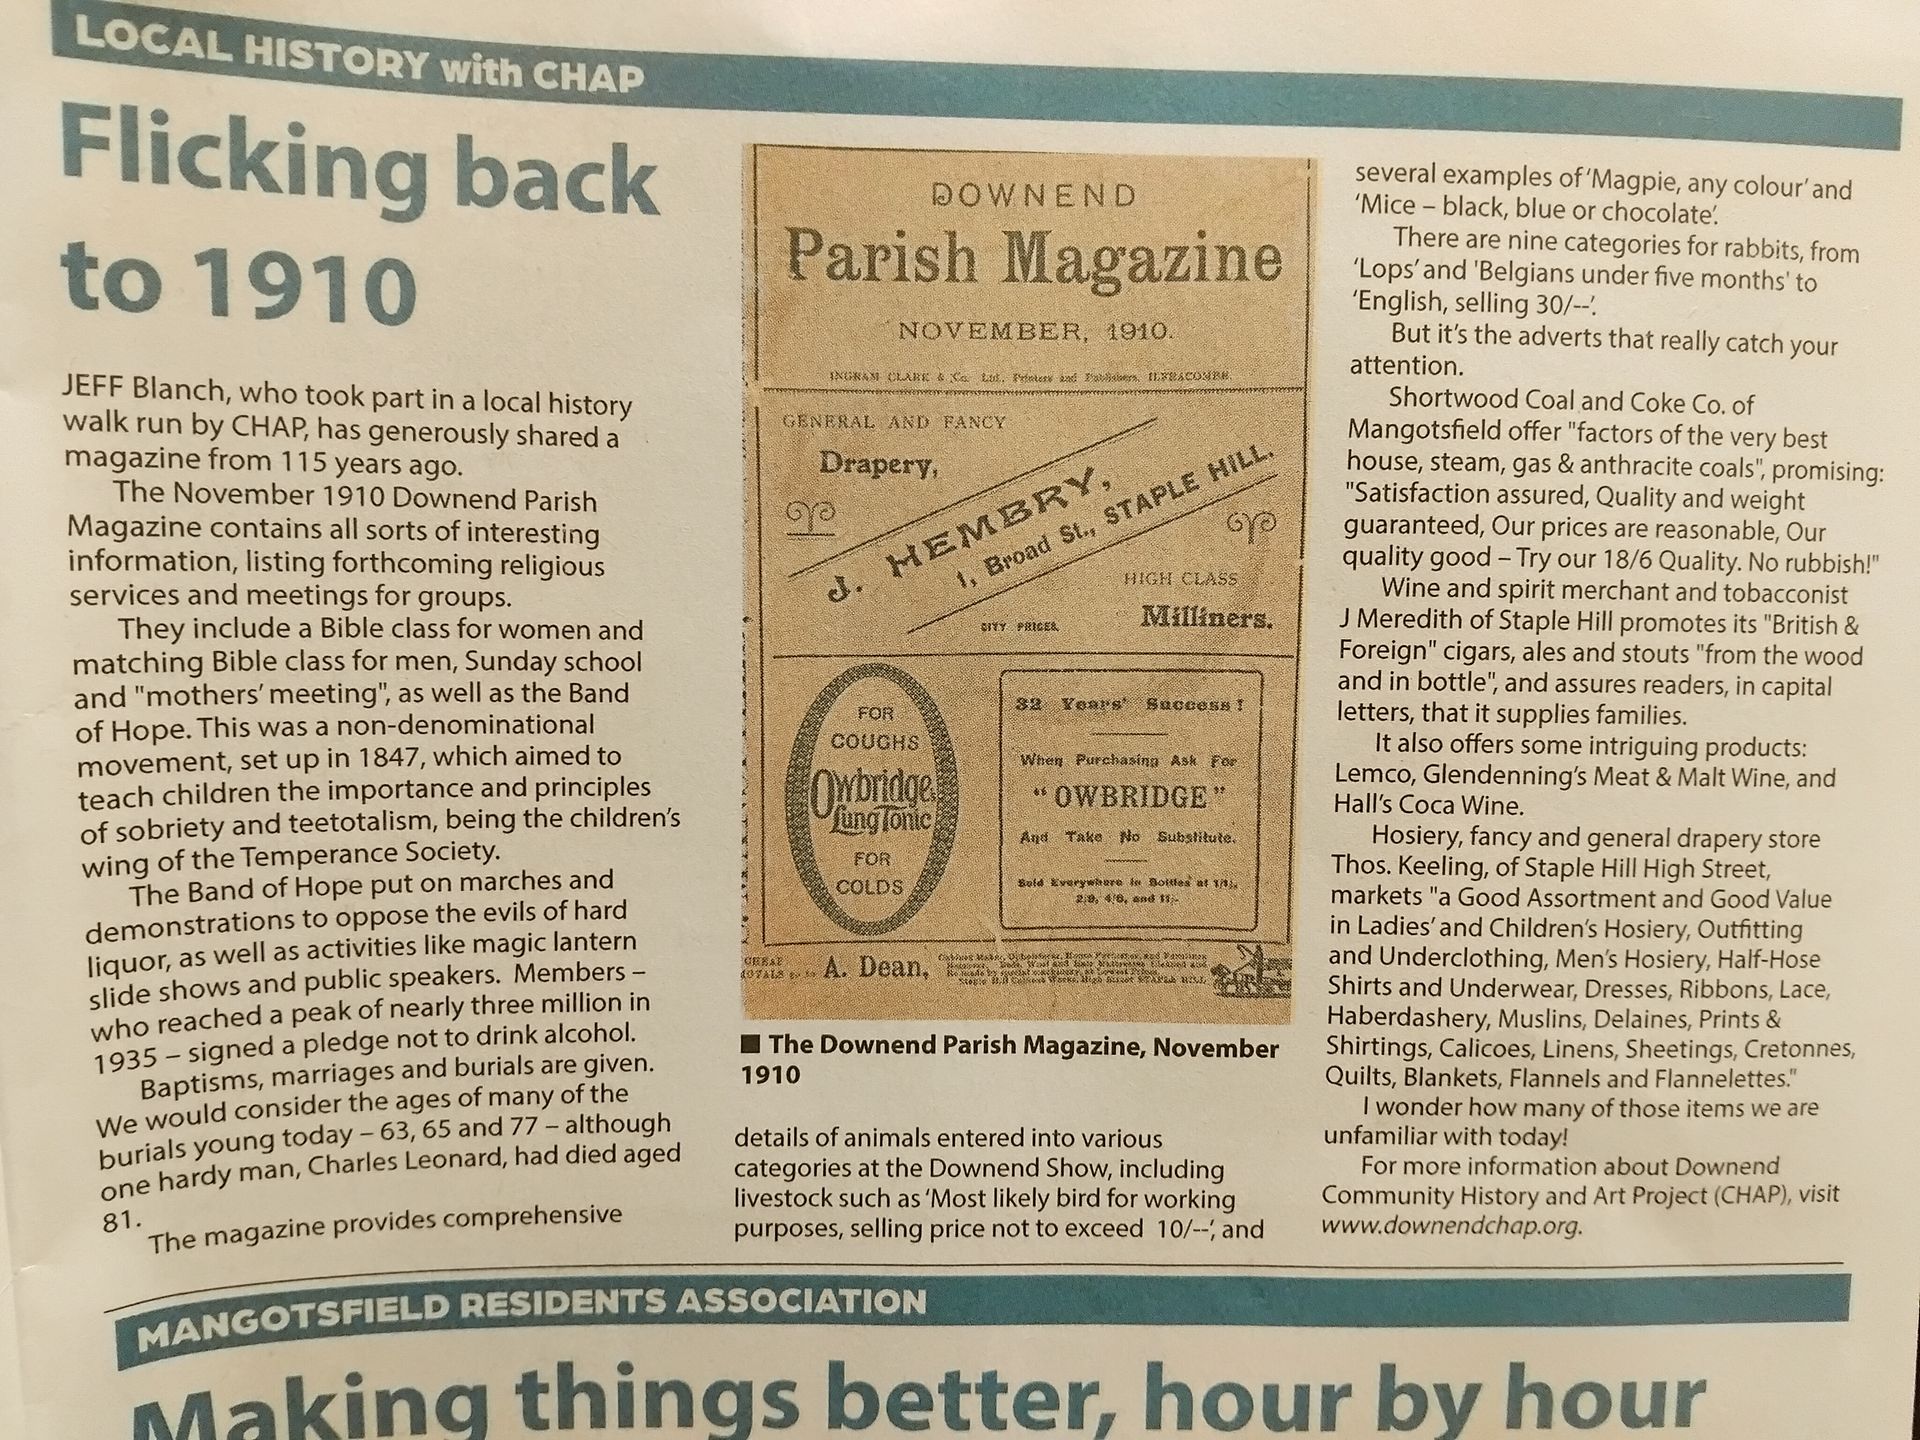 LOCAL HISTORY with CHAP
Flicking back
to 1910
JEFF Blanch, who took part in a local history
walk run by CHAP, has generously shared a
magazine from 115 years ago.
The November 1910 Downend Parish
Magazine contains all sorts of interesting
information, listing forthcoming religious
services and meetings for groups.
They include a Bible class for women and
matching Bible class for men, Sunday school
and "mothers' meeting", as well as the Band
of Hope. This was a non-denominational
movement, set up in 1847, which aimed to
teach children the importance and principles
of sobriety and teetotalism, being the children's
wing of the Temperance Society.
The Band of Hope put on marches and
demonstrations to oppose the evils of hard
liquor, as well as activities like magic lantern
slide shows and public speakers. Members –
who reached a peak of nearly three million in
1935 – signed a pledge not to drink alcohol.
Baptisms, marriages and burials are given.
We would consider the ages of many of the
burials young today – 63, 65 and 77 – although
one hardy man, Charles Leonard, had died aged
81.
The magazine provides comprehensive
DOWNEND
Parish Magazine
NOVEMBER, 1910.
INGRAM CLARK & Co. Ltd., Printers and Publishers, ILFRACOMBE.
GENERAL AND FANCY
Drapery,
J. HEMBRY,
1, Broad St., STAPLE HILL.
HIGH CLASS
Milliners.
CITY PRICES.
FOR
COUGHS
Owbridge's
Lung Tonic
FOR
COLDS
32 Years' Success!
When Purchasing Ask For
"OWBRIDGE"
And Take No Substitute.
Sold Everywhere in Bottles at 1/1½,
2/9, 4/6, and 11/-
A. Dean,
■ The Downend Parish Magazine, November
1910
details of animals entered into various
categories at the Downend Show, including
livestock such as 'Most likely bird for working
purposes, selling price not to exceed 10/--', and
several examples of 'Magpie, any colour' and
'Mice – black, blue or chocolate'.
There are nine categories for rabbits, from
'Lops' and 'Belgians under five months' to
'English, selling 30/--'.
But it's the adverts that really catch your
attention.
Shortwood Coal and Coke Co. of
Mangotsfield offer "factors of the very best
house, steam, gas & anthracite coals", promising:
"Satisfaction assured, Quality and weight
guaranteed, Our prices are reasonable, Our
quality good – Try our 18/6 Quality. No rubbish!"
Wine and spirit merchant and tobacconist
J Meredith of Staple Hill promotes its "British &
Foreign" cigars, ales and stouts "from the wood
and in bottle", and assures readers, in capital
letters, that it supplies families.
It also offers some intriguing products:
Lemco, Glendenning's Meat & Malt Wine, and
Hall's Coca Wine.
Hosiery, fancy and general drapery store
Thos. Keeling, of Staple Hill High Street,
markets "a Good Assortment and Good Value
in Ladies' and Children's Hosiery, Outfitting
and Underclothing, Men's Hosiery, Half-Hose
Shirts and Underwear, Dresses, Ribbons, Lace,
Haberdashery, Muslins, Delaines, Prints &
Shirtings, Calicoes, Linens, Sheetings, Cretonnes,
Quilts, Blankets, Flannels and Flannelettes."
I wonder how many of those items we are
unfamiliar with today!
For more information about Downend
Community History and Art Project (CHAP), visit
www.downendchap.org.
MANGOTSFIELD RESIDENTS ASSOCIATION
Making things better, hour by hour